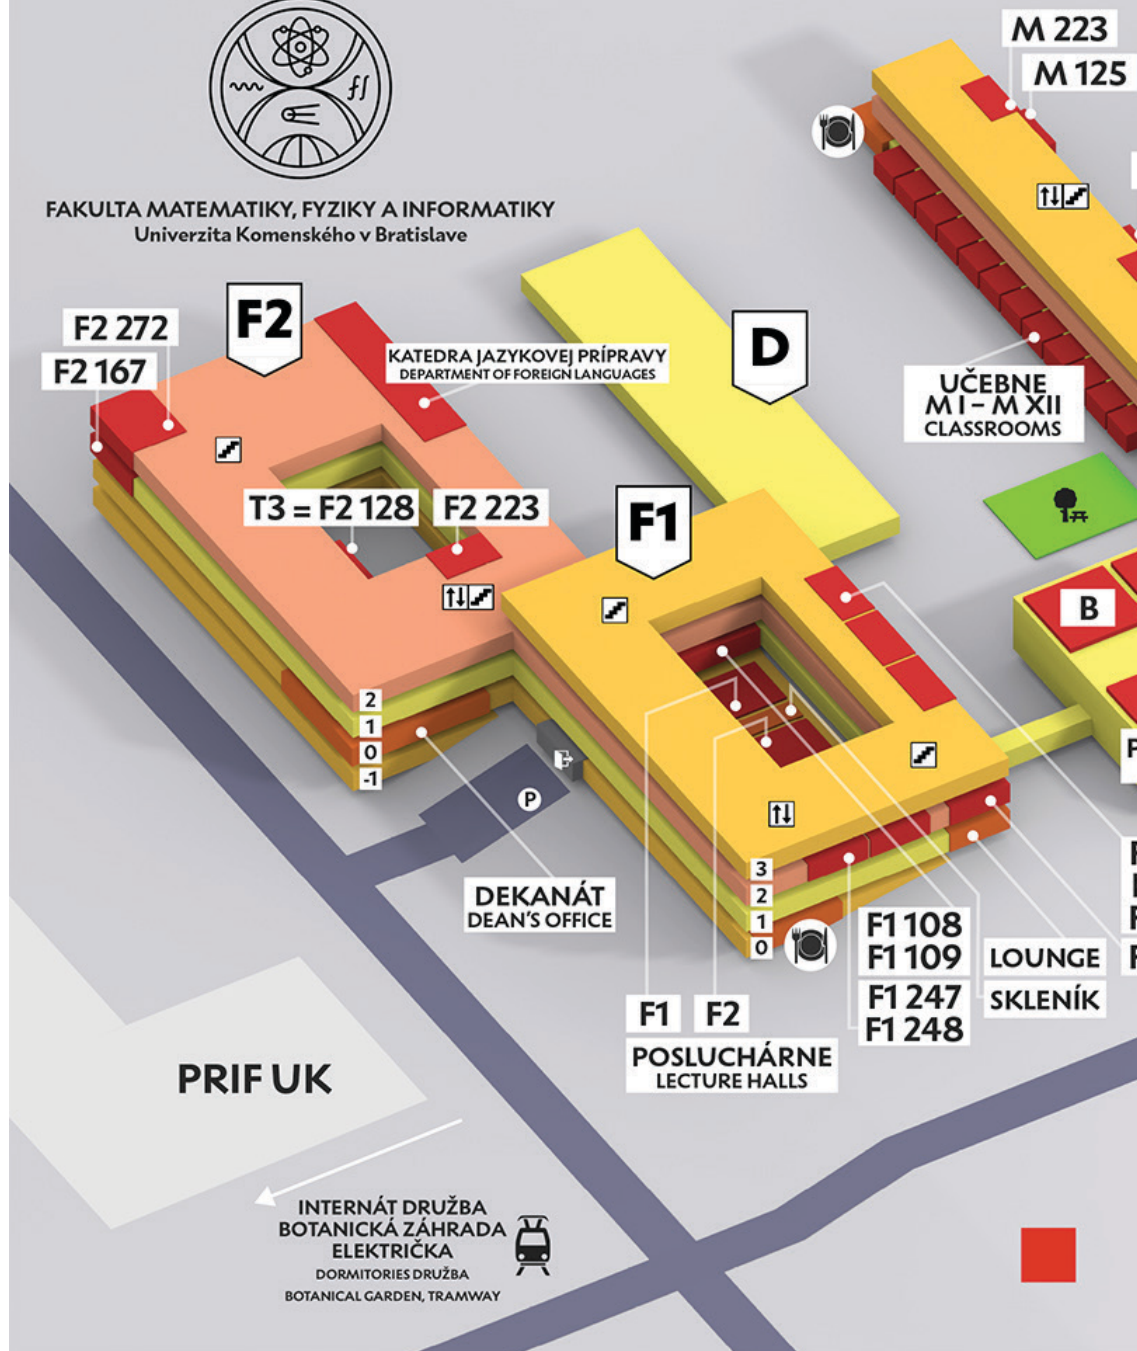 M 223
M 125
FAKULTA MATEMATIKY, FYZIKY A INFORMATIKY
Univerzita Komenského v Bratislave
F2
F2 272
F2 167
KATEDRA JAZYKOVEJ PRÍPRAVY
DEPARTMENT OF FOREIGN LANGUAGES
D
UČEBNE
M I – M XII
CLASSROOMS
T3 = F2 128
F2 223
F1
B
2
1
0
-1
P
3
2
1
0
DEKANÁT
DEAN'S OFFICE
F1 108
F1 109
F1 247
F1 248
LOUNGE
SKLENÍK
F1
F2
POSLUCHÁRNE
LECTURE HALLS
PRIF UK
INTERNÁT DRUŽBA
BOTANICKÁ ZÁHRADA
ELEKTRIČKA
DORMITORIES DRUŽBA
BOTANICAL GARDEN, TRAMWAY